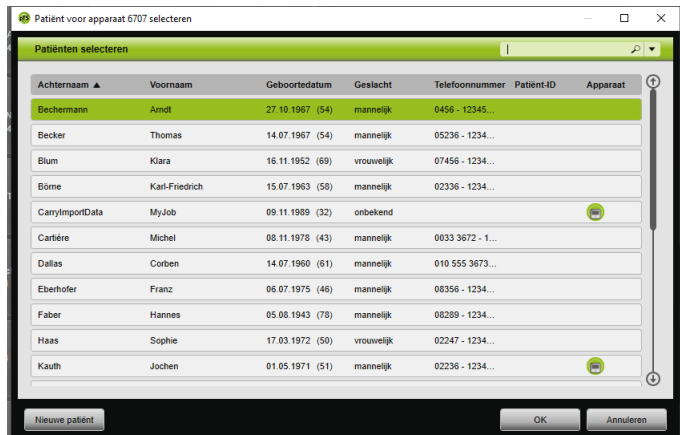 Patiënt voor apparaat 6707 selecteren
Patiënten selecteren
Achternaam ▲ Voornaam Geboortedatum Geslacht Telefoonnummer Patiënt-ID Apparaat
Bechermann Arndt 27.10.1967 (54) mannelijk 0456 - 12345...
Becker Thomas 14.07.1967 (54) mannelijk 05236 - 1234...
Blum Klara 16.11.1952 (69) vrouwelijk 07456 - 1234...
Börne Karl-Friedrich 15.07.1963 (58) mannelijk 02336 - 1234...
CarryImportData MyJob 09.11.1989 (32) onbekend
Cartiére Michel 08.11.1978 (43) mannelijk 0033 3672 - 1...
Dallas Corben 14.07.1960 (61) mannelijk 010 555 3673...
Eberhofer Franz 06.07.1975 (46) mannelijk 08356 - 1234...
Faber Hannes 05.08.1943 (78) mannelijk 08289 - 1234...
Haas Sophie 17.03.1972 (50) vrouwelijk 02247 - 1234...
Kauth Jochen 01.05.1971 (51) mannelijk 02236 - 1234...
Nieuwe patiënt OK Annuleren